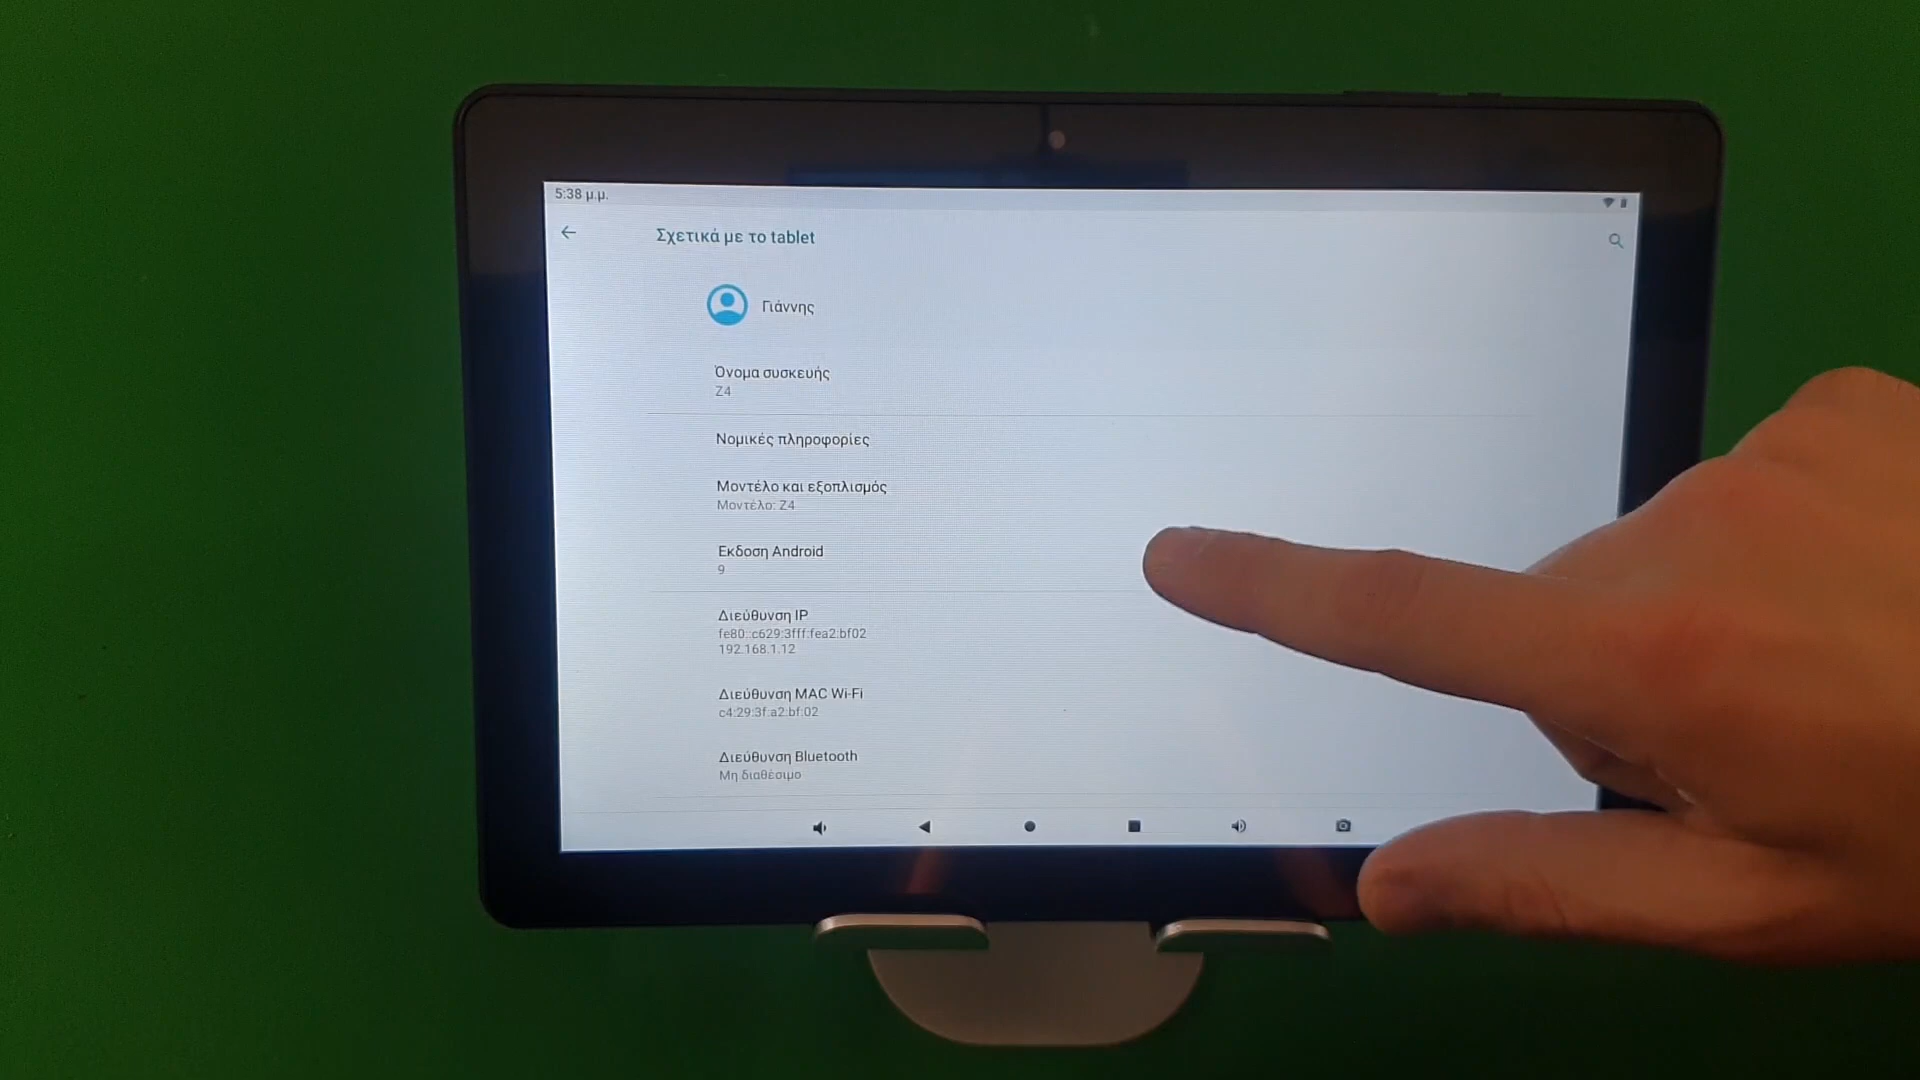 5:38 μ.μ.
Σχετικά με το tablet
Γιάννης
Όνομα συσκευής
Z4
Νομικές πληροφορίες
Μοντέλο και εξοπλισμός
Μοντέλο: Z4
Έκδοση Android
9
Διεύθυνση IP
fe80::c629:3fff:fea2:bf02
192.168.1.12
Διεύθυνση MAC Wi-Fi
c4:29:3f:a2:bf:02
Διεύθυνση Bluetooth
Μη διαθέσιμο